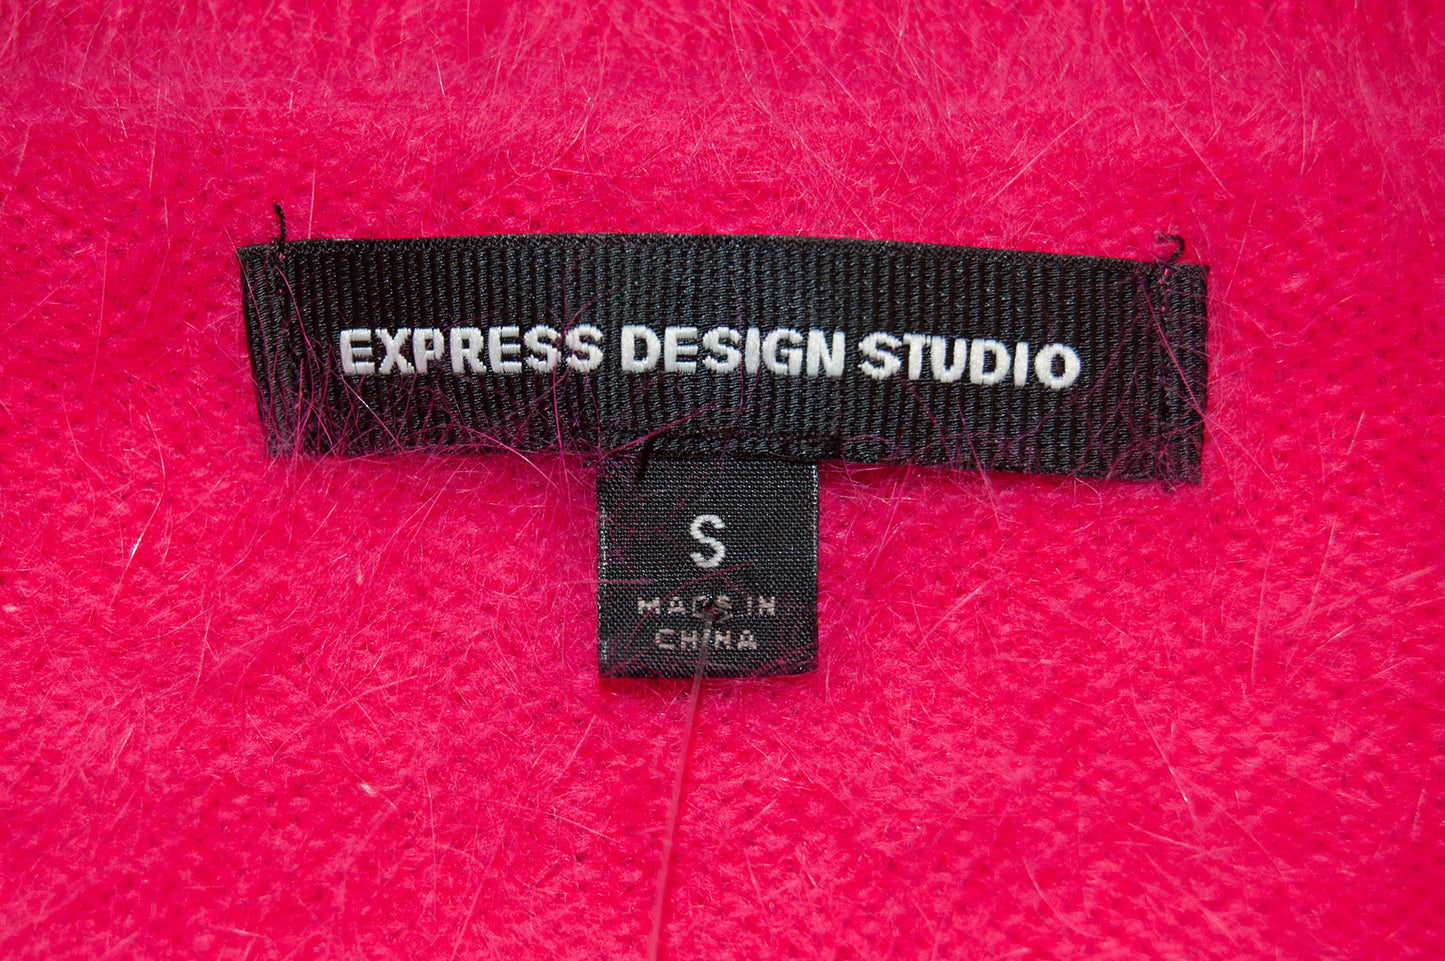 EXPRESS DESIGN STUDIO
S
MADE IN
CHINA